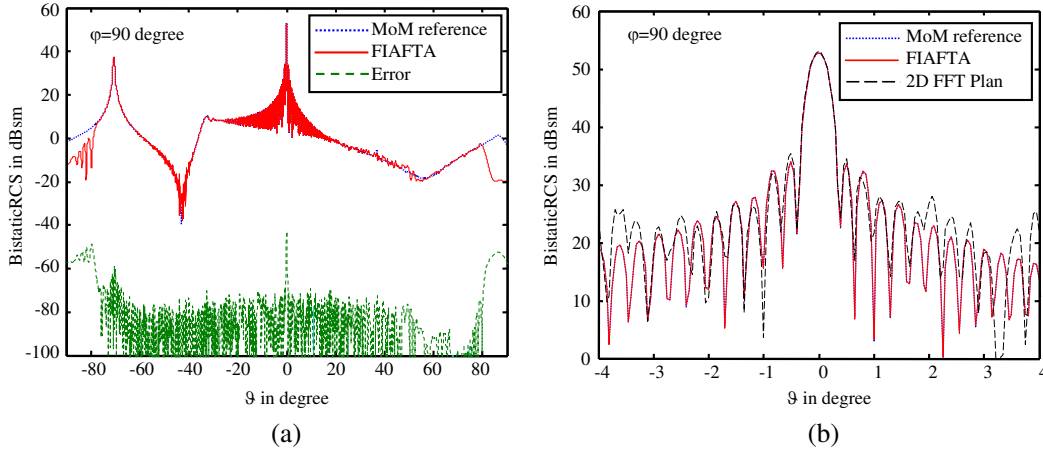 φ=90 degree
MoM reference
FIAFTA
Error
60
40
20
0
-20
-40
-60
-80
-100
BistaticRCS in dBsm
-80 -60 -40 -20 0 20 40 60 80
ϑ in degree
(a)
φ=90 degree
MoM reference
FIAFTA
2D FFT Plan
60
50
40
30
20
10
0
BistaticRCS in dBsm
-4 -3 -2 -1 0 1 2 3 4
ϑ in degree
(b)